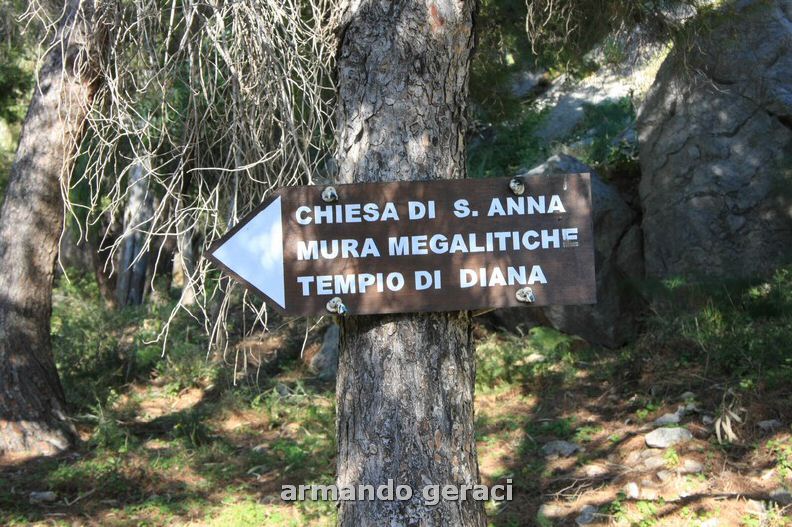 CHIESA DI S. ANNA
MURA MEGALITICHE
TEMPIO DI DIANA
armando geraci